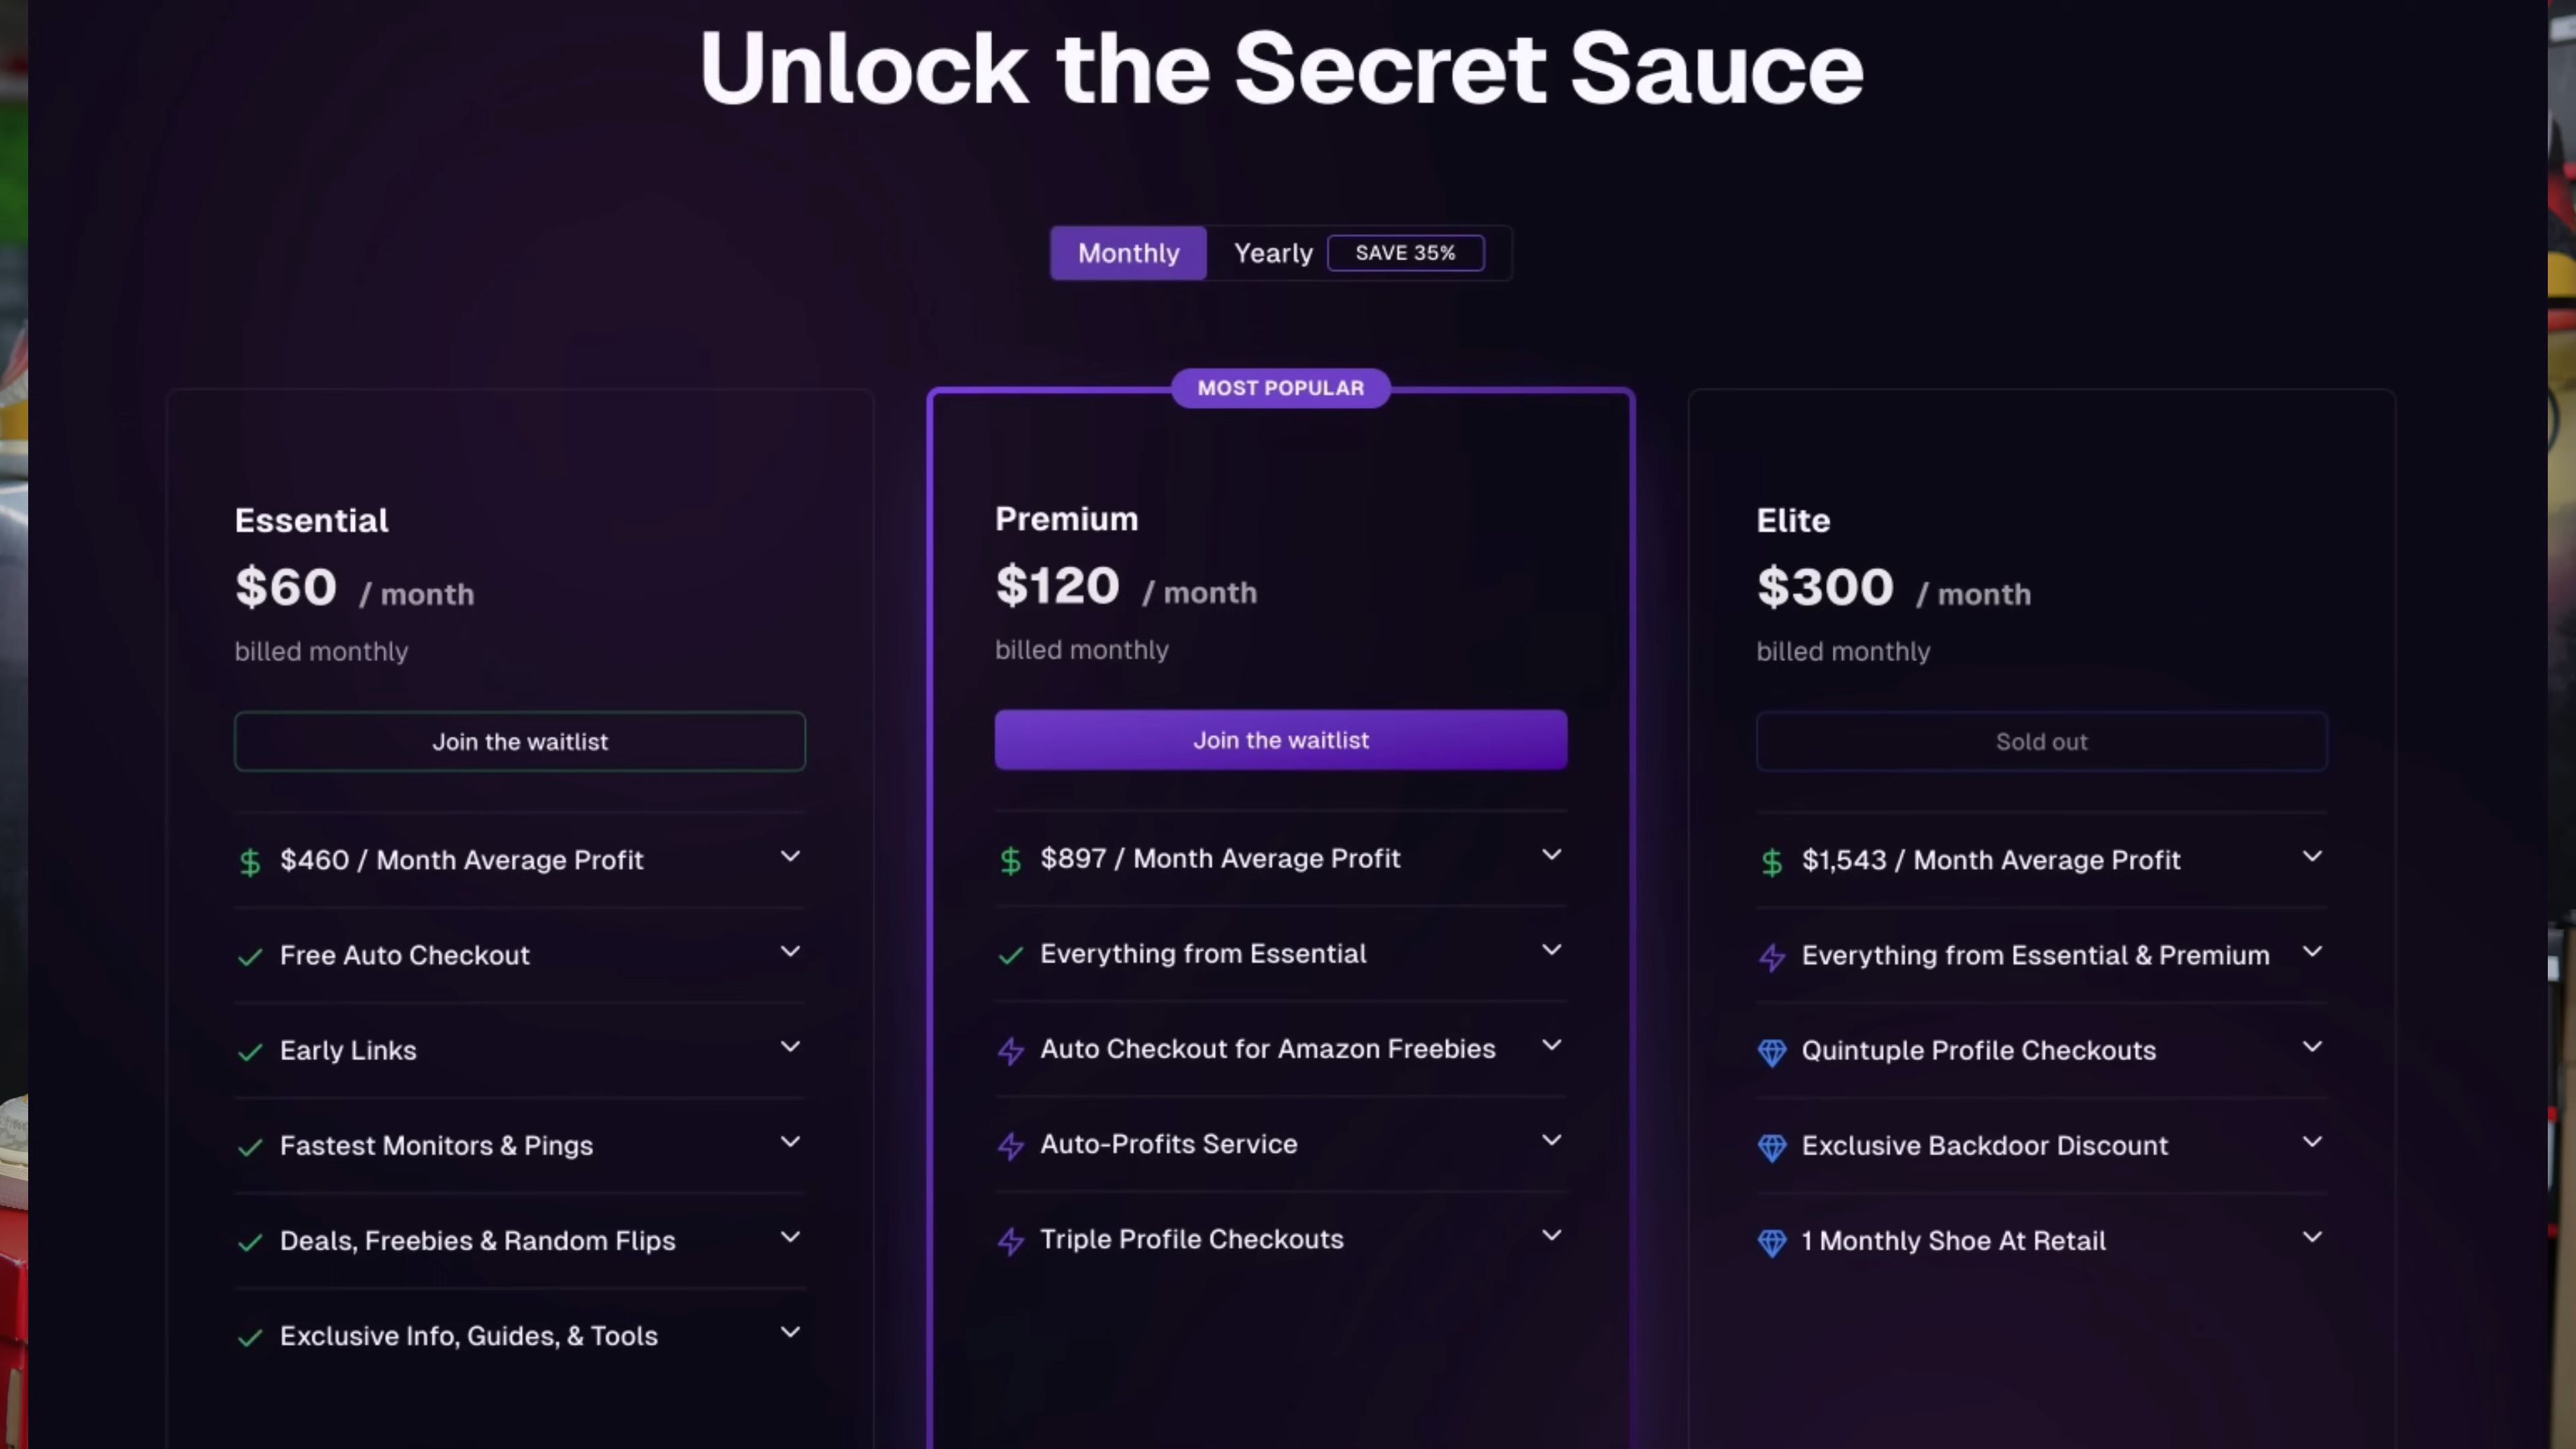 Unlock the Secret Sauce
Monthly
Yearly
SAVE 35%
Essential
$60 / month
billed monthly
Join the waitlist
$460 / Month Average Profit
Free Auto Checkout
Early Links
Fastest Monitors & Pings
Deals, Freebies & Random Flips
Exclusive Info, Guides, & Tools
MOST POPULAR
Premium
$120 / month
billed monthly
Join the waitlist
$897 / Month Average Profit
Everything from Essential
Auto Checkout for Amazon Freebies
Auto-Profits Service
Triple Profile Checkouts
Elite
$300 / month
billed monthly
Sold out
$1,543 / Month Average Profit
Everything from Essential & Premium
Quintuple Profile Checkouts
Exclusive Backdoor Discount
1 Monthly Shoe At Retail